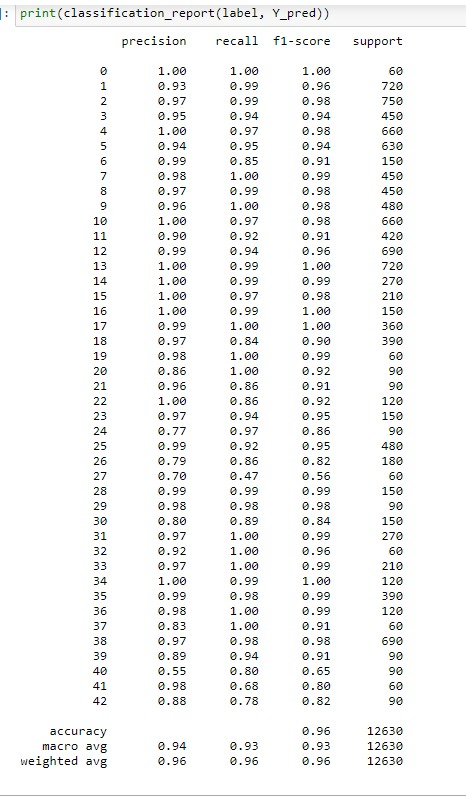 : print(classification_report(label, Y_pred))
precision recall f1-score support
0 1.00 1.00 1.00 60
1 0.93 0.99 0.96 720
2 0.97 0.99 0.98 750
3 0.95 0.94 0.94 450
4 1.00 0.97 0.98 660
5 0.94 0.95 0.94 630
6 0.99 0.85 0.91 150
7 0.98 1.00 0.99 450
8 0.97 0.99 0.98 450
9 0.96 1.00 0.98 480
10 1.00 0.97 0.98 660
11 0.90 0.92 0.91 420
12 0.99 0.94 0.96 690
13 1.00 0.99 1.00 720
14 1.00 0.99 0.99 270
15 1.00 0.97 0.98 210
16 1.00 0.99 1.00 150
17 0.99 1.00 1.00 360
18 0.97 0.84 0.90 390
19 0.98 1.00 0.99 60
20 0.86 1.00 0.92 90
21 0.96 0.86 0.91 90
22 1.00 0.86 0.92 120
23 0.97 0.94 0.95 150
24 0.77 0.97 0.86 90
25 0.99 0.92 0.95 480
26 0.79 0.86 0.82 180
27 0.70 0.47 0.56 60
28 0.99 0.99 0.99 150
29 0.98 0.98 0.98 90
30 0.80 0.89 0.84 150
31 0.97 1.00 0.99 270
32 0.92 1.00 0.96 60
33 0.97 1.00 0.99 210
34 1.00 0.99 1.00 120
35 0.99 0.98 0.99 390
36 0.98 1.00 0.99 120
37 0.83 1.00 0.91 60
38 0.97 0.98 0.98 690
39 0.89 0.94 0.91 90
40 0.55 0.80 0.65 90
41 0.98 0.68 0.80 60
42 0.88 0.78 0.82 90
accuracy 0.96 12630
macro avg 0.94 0.93 0.93 12630
weighted avg 0.96 0.96 0.96 12630